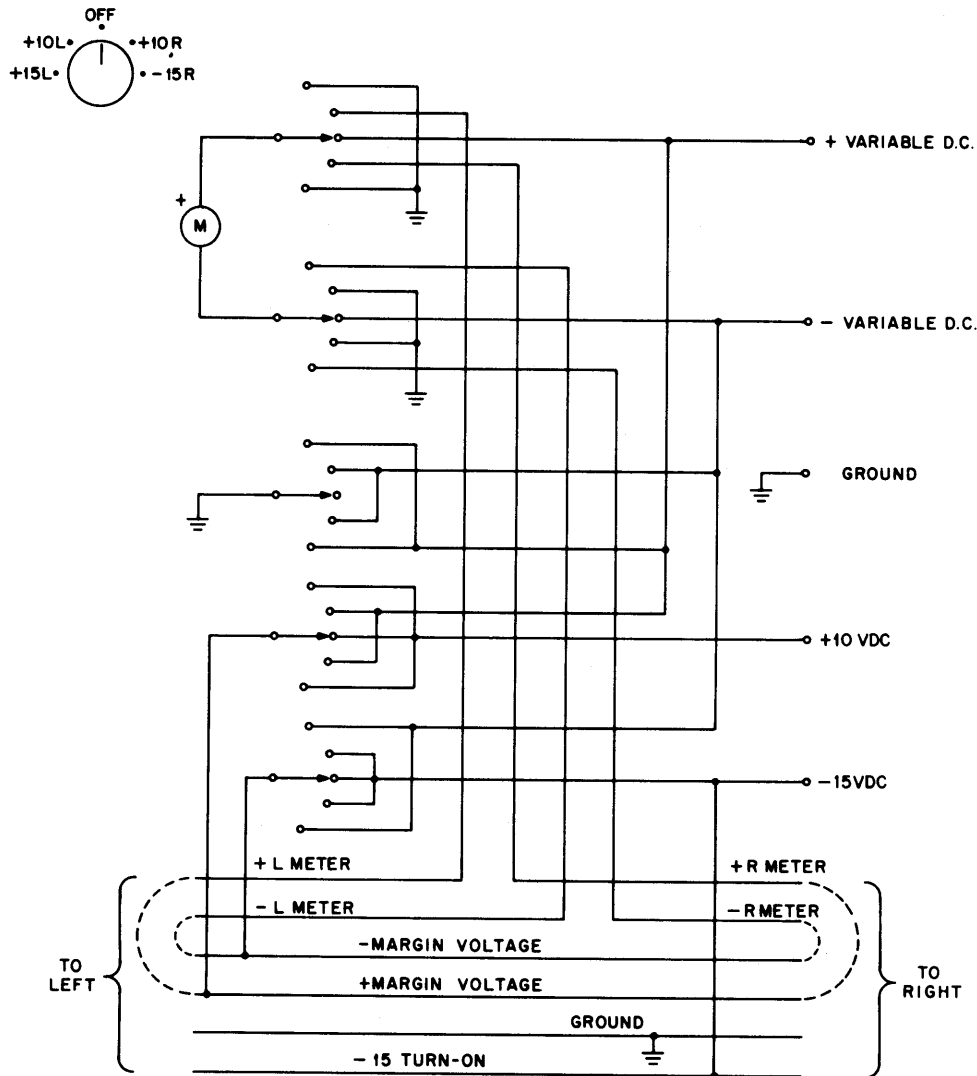 OFF
+10L
+10R
+15L
-15R
+ VARIABLE D.C.
+
M
- VARIABLE D.C.
GROUND
+10 VDC
-15VDC
+ L METER
+R METER
- L METER
-R METER
-MARGIN VOLTAGE
TO
LEFT
TO
RIGHT
+MARGIN VOLTAGE
GROUND
- 15 TURN-ON